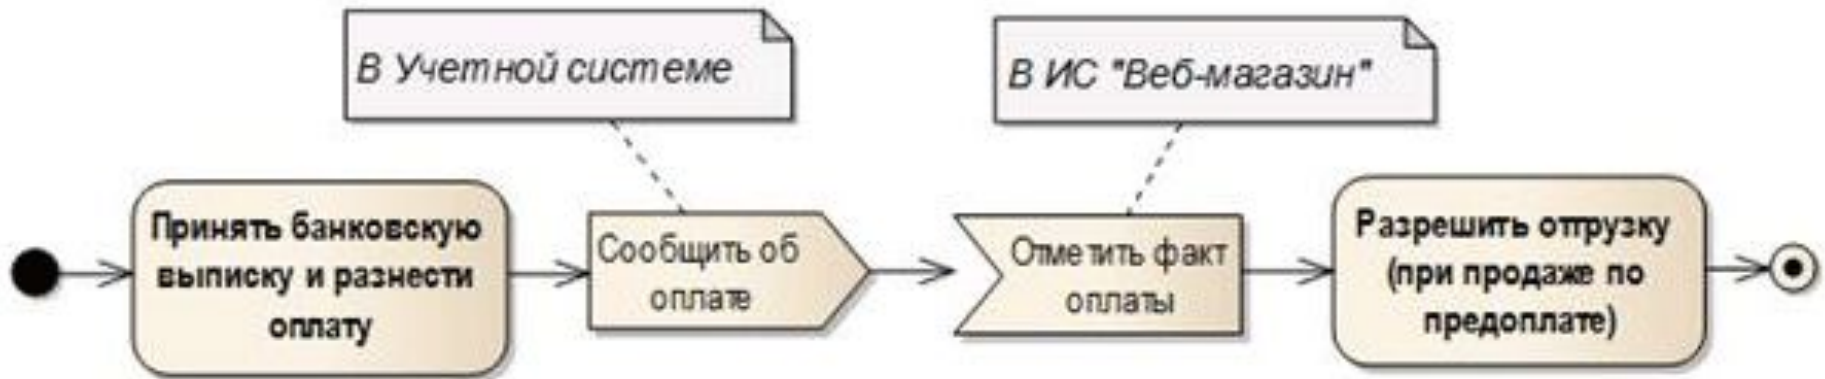 В Учетной системе
В ИС "Веб-магазин"
Принять банковскую
выписку и разнести
оплату
Сообщить об
оплате
Отметить факт
оплаты
Разрешить отгрузку
(при продаже по
предоплате)